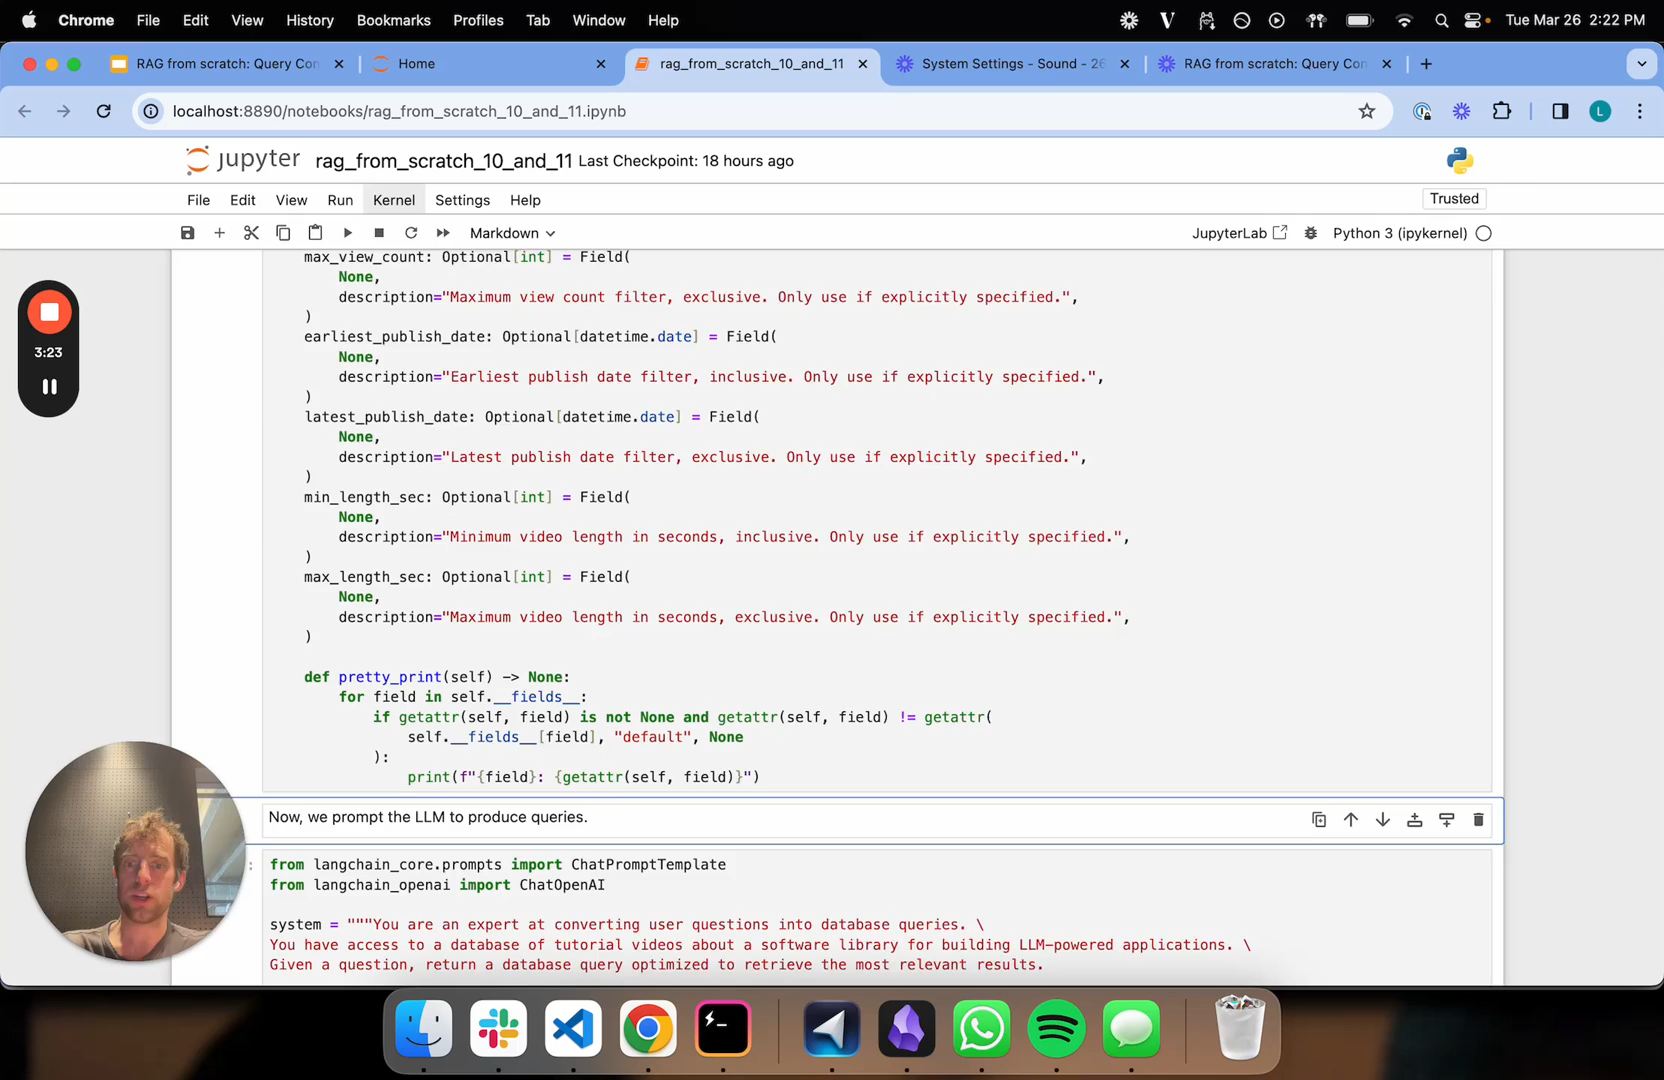 Chrome File Edit View History Bookmarks Profiles Tab Window Help Tue Mar 26 2:22 PM
RAG from scratch: Query Con Home rag_from_scratch_10_and_11 System Settings - Sound - 26 RAG from scratch: Query Con
localhost:8890/notebooks/rag_from_scratch_10_and_11.ipynb L
jupyter rag_from_scratch_10_and_11 Last Checkpoint: 18 hours ago
File Edit View Run Kernel Settings Help Trusted
Markdown JupyterLab Python 3 (ipykernel)
max_view_count: Optional[int] = Field(
None,
description="Maximum view count filter, exclusive. Only use if explicitly specified.",
)
earliest_publish_date: Optional[datetime.date] = Field(
None,
description="Earliest publish date filter, inclusive. Only use if explicitly specified.",
)
latest_publish_date: Optional[datetime.date] = Field(
None,
description="Latest publish date filter, exclusive. Only use if explicitly specified.",
)
min_length_sec: Optional[int] = Field(
None,
description="Minimum video length in seconds, inclusive. Only use if explicitly specified.",
)
max_length_sec: Optional[int] = Field(
None,
description="Maximum video length in seconds, exclusive. Only use if explicitly specified.",
)
def pretty_print(self) -> None:
for field in self.__fields__:
if getattr(self, field) is not None and getattr(self, field) != getattr(
self.__fields__[field], "default", None
):
print(f"{field}: {getattr(self, field)}")
Now, we prompt the LLM to produce queries.
from langchain_core.prompts import ChatPromptTemplate
from langchain_openai import ChatOpenAI
system = """You are an expert at converting user questions into database queries. \
You have access to a database of tutorial videos about a software library for building LLM-powered applications. \
Given a question, return a database query optimized to retrieve the most relevant results.
3:23